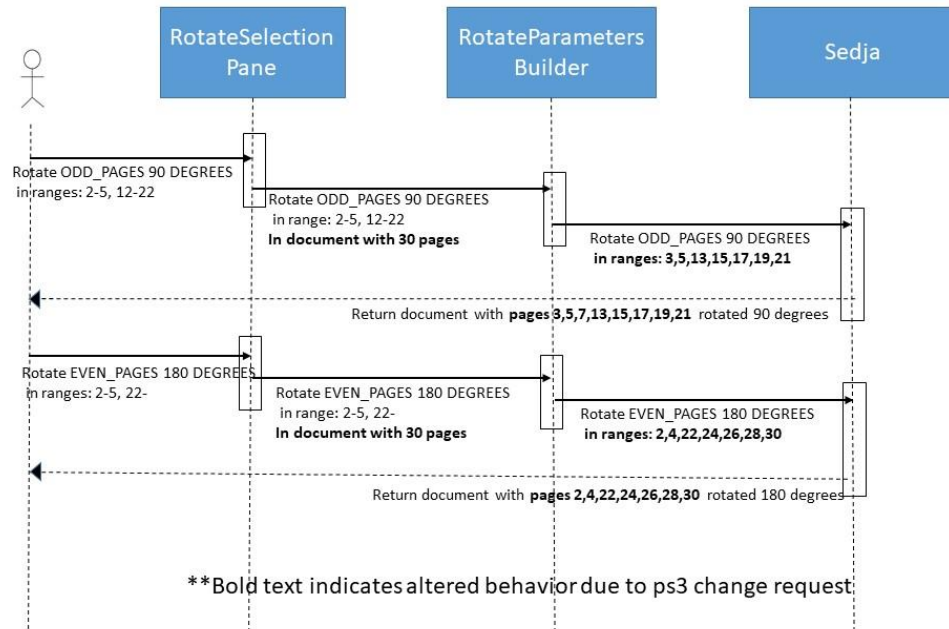 RotateSelection
Pane
RotateParameters
Builder
Sedja
Rotate ODD_PAGES 90 DEGREES
in ranges: 2-5, 12-22
Rotate ODD_PAGES 90 DEGREES
in range: 2-5, 12-22
In document with 30 pages
Rotate ODD_PAGES 90 DEGREES
in ranges: 3,5,13,15,17,19,21
Return document with pages 3,5,7,13,15,17,19,21 rotated 90 degrees
Rotate EVEN_PAGES 180 DEGREES
in ranges: 2-5, 22-
Rotate EVEN_PAGES 180 DEGREES
in range: 2-5, 22-
In document with 30 pages
Rotate EVEN_PAGES 180 DEGREES
in ranges: 2,4,22,24,26,28,30
Return document with pages 2,4,22,24,26,28,30 rotated 180 degrees
**Bold text indicates altered behavior due to ps3 change request